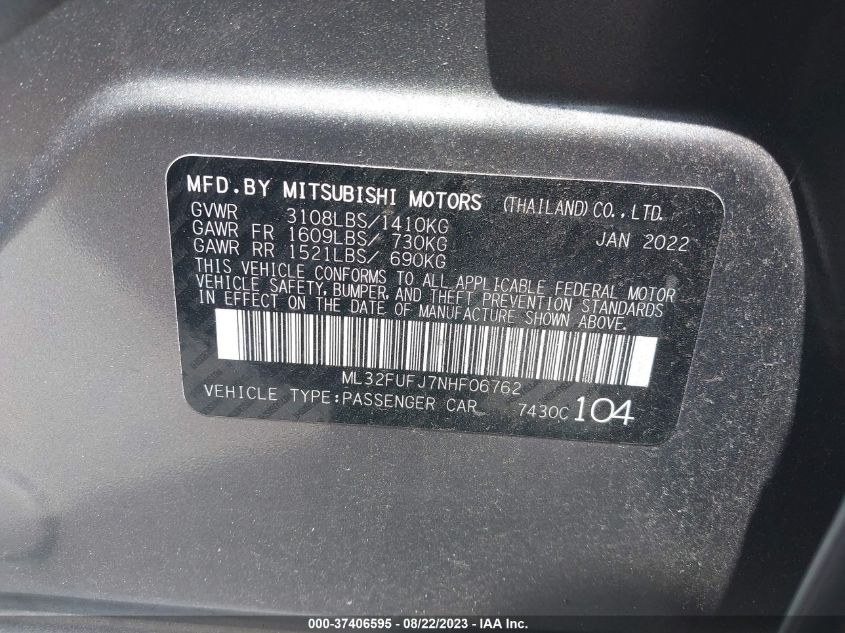 MFD.BY MITSUBISHI MOTORS (THAILAND)CO.,LTD.
GVWR 3108LBS/1410KG JAN 2022
GAWR FR 1609LBS/ 730KG
GAWR RR 1521LBS/ 690KG
THIS VEHICLE CONFORMS TO ALL APPLICABLE FEDERAL MOTOR
VEHICLE SAFETY, BUMPER, AND THEFT PREVENTION STANDARDS
IN EFFECT ON THE DATE OF MANUFACTURE SHOWN ABOVE.
ML32FUFJ7NHF06762
VEHICLE TYPE:PASSENGER CAR 7430C 104
000-37406595 - 08/22/2023 - IAA Inc.